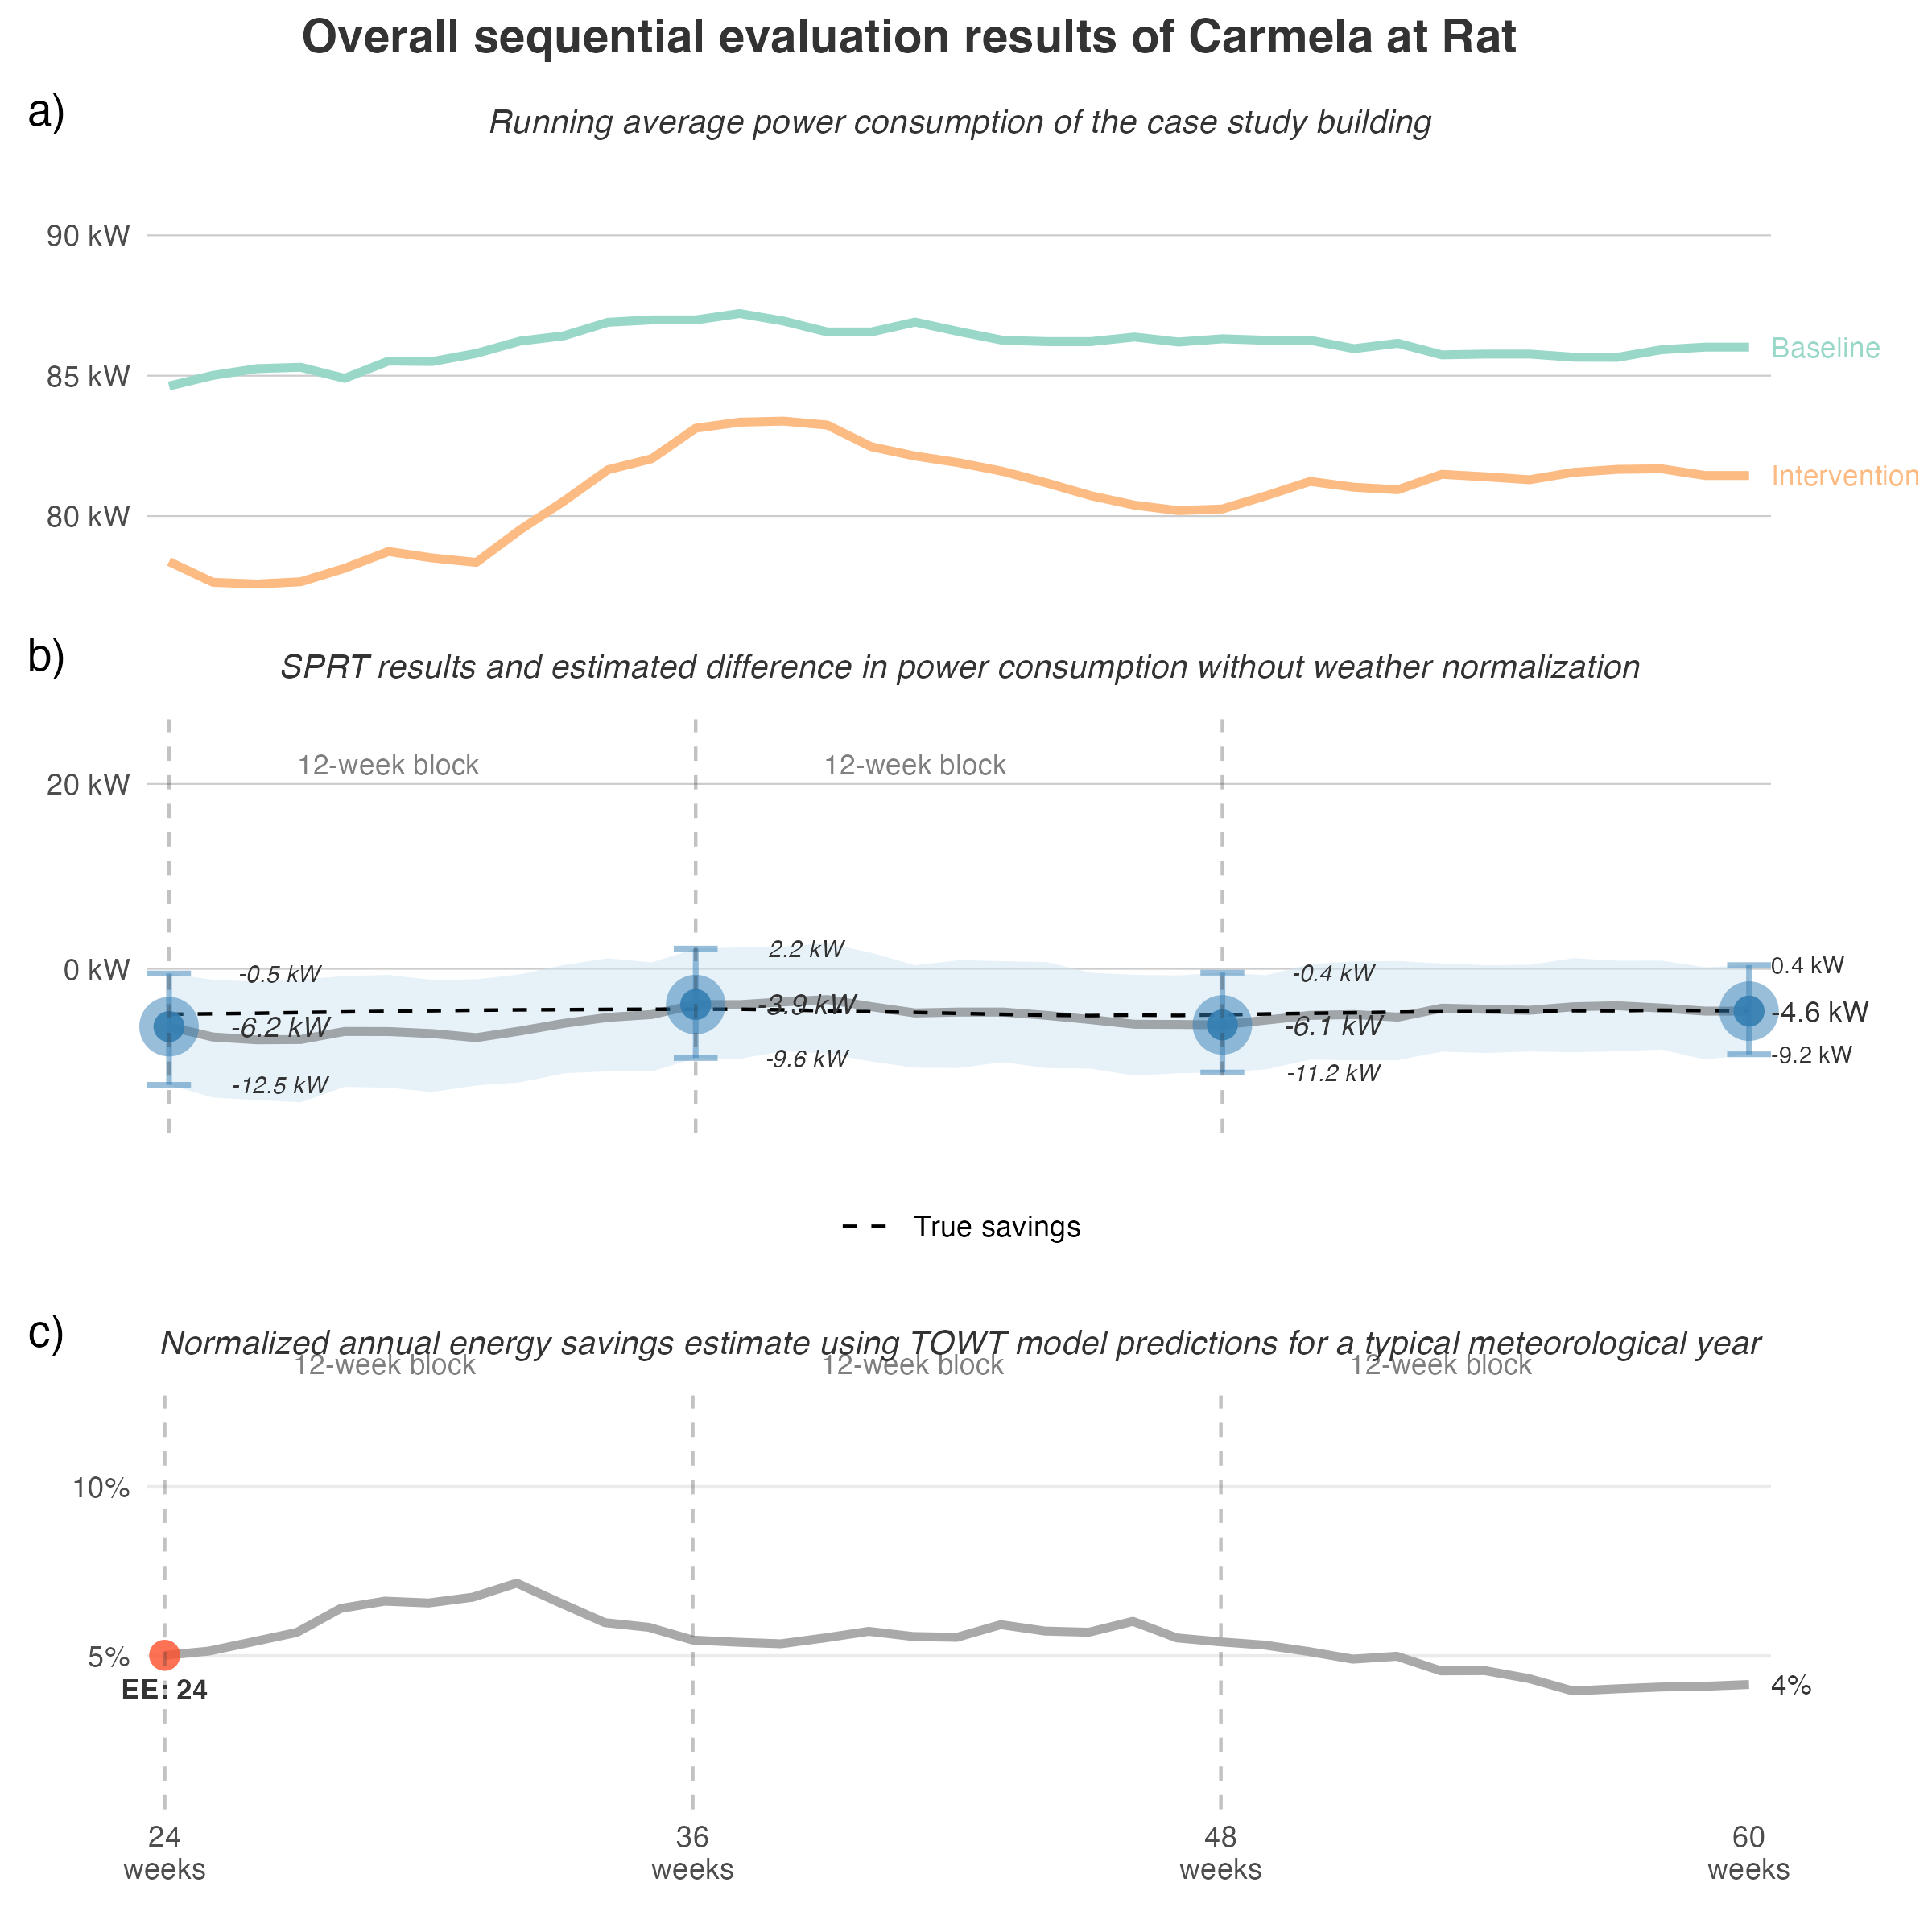 Overall sequential evaluation results of Carmela at Rat
a)
Running average power consumption of the case study building
90 kW
85 kW
80 kW
Baseline
Intervention
b)
SPRT results and estimated difference in power consumption without weather normalization
12-week block
12-week block
20 kW
0 kW
-0.5 kW
-6.2 kW
-12.5 kW
2.2 kW
-3.9 kW
-9.6 kW
-0.4 kW
-6.1 kW
-11.2 kW
0.4 kW
-4.6 kW
-9.2 kW
True savings
c)
Normalized annual energy savings estimate using TOWT model predictions for a typical meteorological year
12-week block
12-week block
12-week block
10%
5%
EE: 24
4%
24
weeks
36
weeks
48
weeks
60
weeks